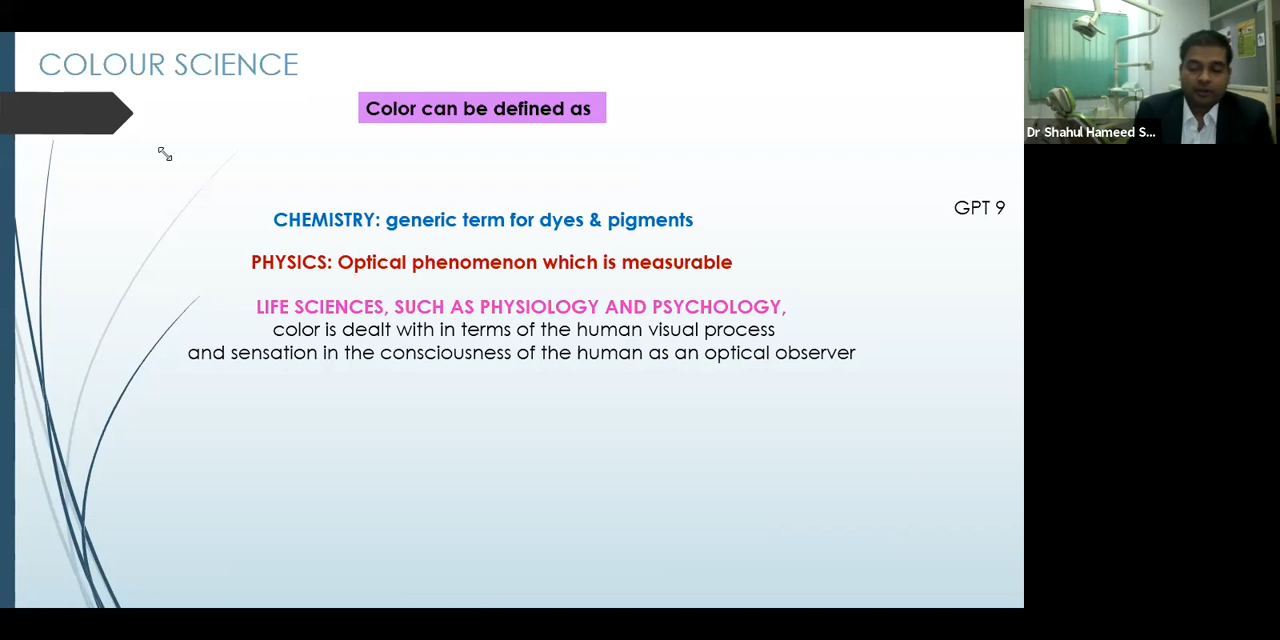 COLOUR SCIENCE
Color can be defined as
GPT 9
CHEMISTRY: generic term for dyes & pigments
PHYSICS: Optical phenomenon which is measurable
LIFE SCIENCES, SUCH AS PHYSIOLOGY AND PSYCHOLOGY,
color is dealt with in terms of the human visual process
and sensation in the consciousness of the human as an optical observer
Dr Shahul Hameed S...